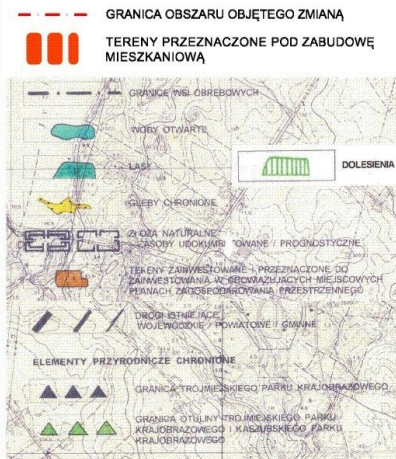 GRANICA OBSZARU OBJĘTEGO ZMIANĄ
TERENY PRZEZNACZONE POD ZABUDOWĘ
MIESZKANIOWĄ
GRANICE WSI OBRĘBOWYCH
WODY OTWARTE
LASY
DOLESIENIA
GLEBY CHRONIONE
ZŁOŻA NATURALNE
ZASOBY UDOKUMENTOWANE / PROGNOSTYCZNE
TERENY ZAINWESTOWANE I PRZEZNACZONE DO
ZAINWESTOWANIA W OBOWIĄZUJĄCYCH MIEJSCOWYCH
PLANACH ZAGOSPODAROWANIA PRZESTRZENNEGO
DROGI ISTNIEJĄCE
WOJEWÓDZKIE / POWIATOWE / GMINNE
ELEMENTY PRZYRODNICZE CHRONIONE
GRANICA TRÓJMIEJSKIEGO PARKU KRAJOBRAZOWEGO
GRANICA OTULINY TRÓJMIEJSKIEGO PARKU
KRAJOBRAZOWEGO I KASZUBSKIEGO PARKU
KRAJOBRAZOWEGO